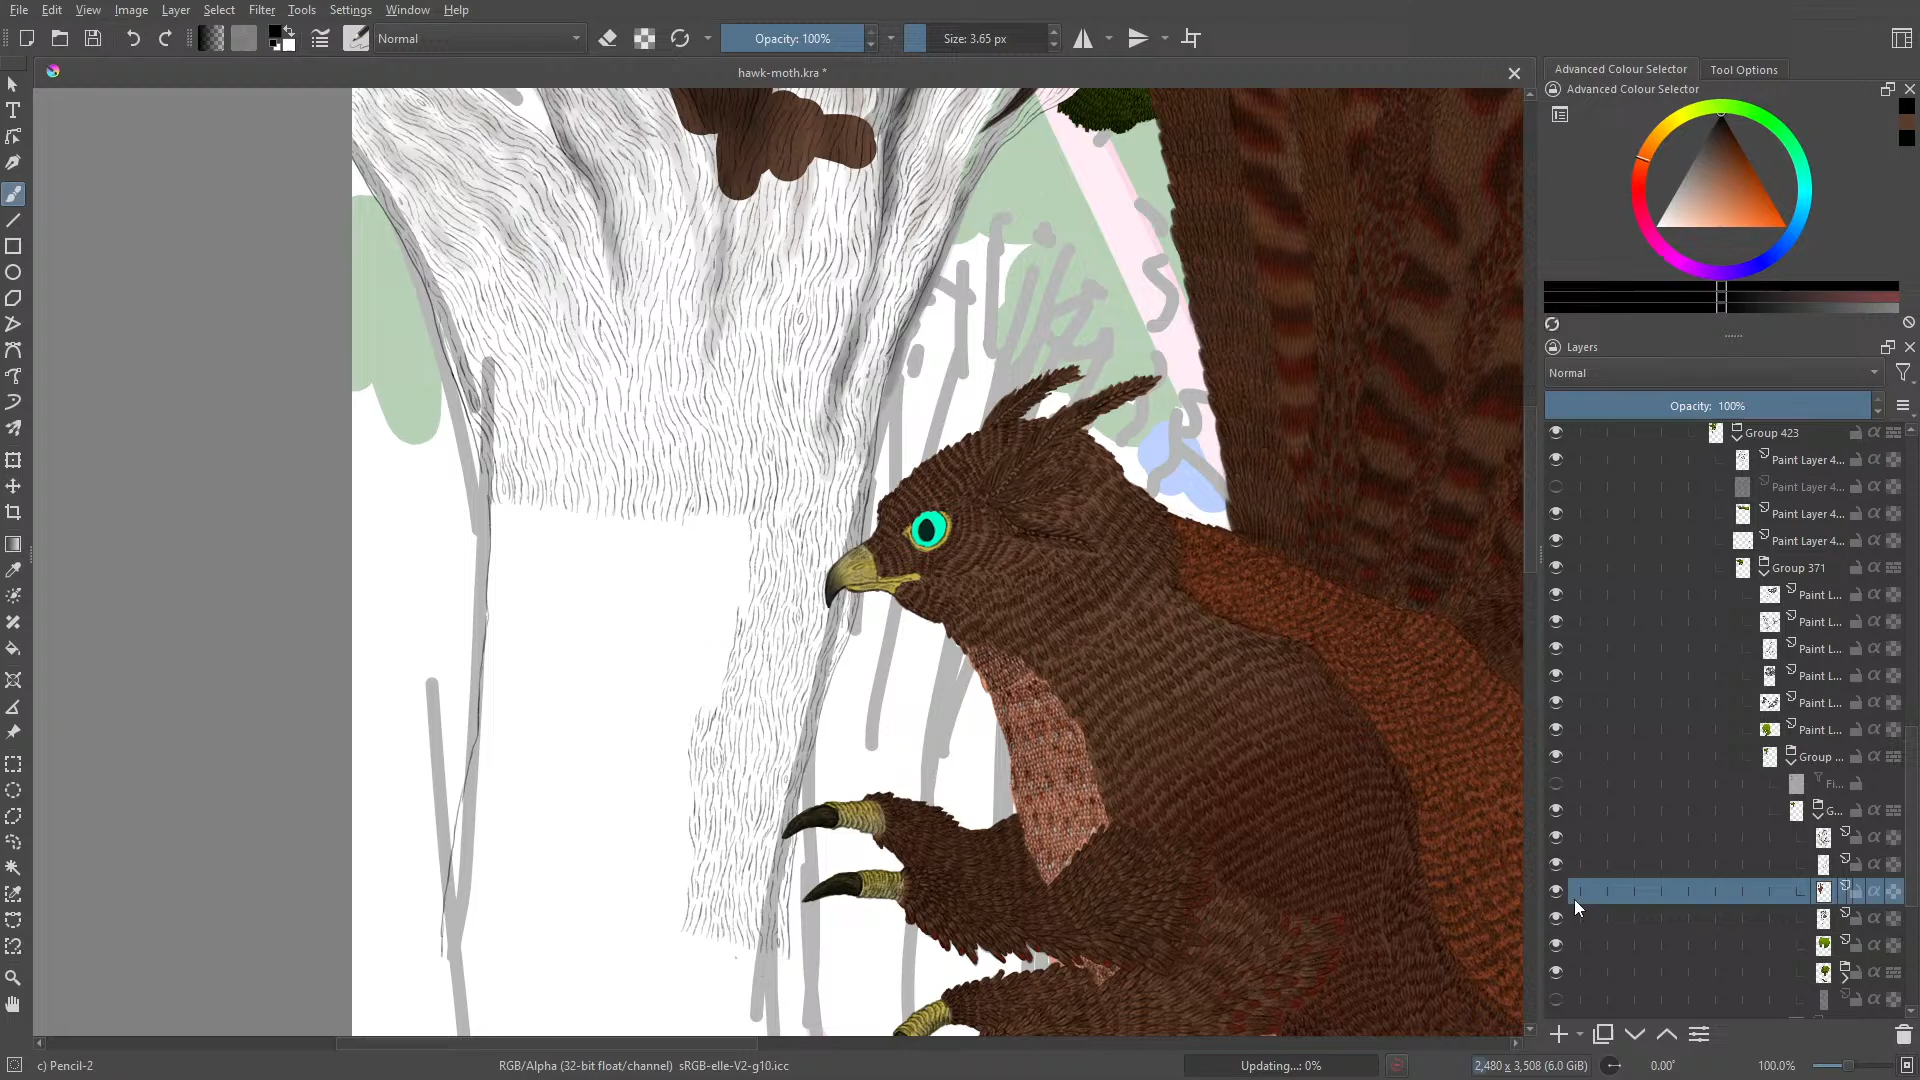 File Edit View Image Layer Select Filter Tools Settings Window Help
Normal
Opacity: 100%
Size: 3.65 px
hawk-moth.kra *
Advanced Colour Selector
Tool Options
Advanced Colour Selector
Layers
Normal
Opacity: 100%
Group 423
Paint Layer 4...
Paint Layer 4...
Paint Layer 4...
Paint Layer 4...
Group 371
Paint L...
Paint L...
Paint L...
Paint L...
Paint L...
Paint L...
Group ...
Fi...
G...
c) Pencil-2
RGB/Alpha (32-bit float/channel) sRGB-elle-V2-g10.icc
Updating...: 0%
2,480 x 3,508 (6.0 GiB)
0.00°
100.0%